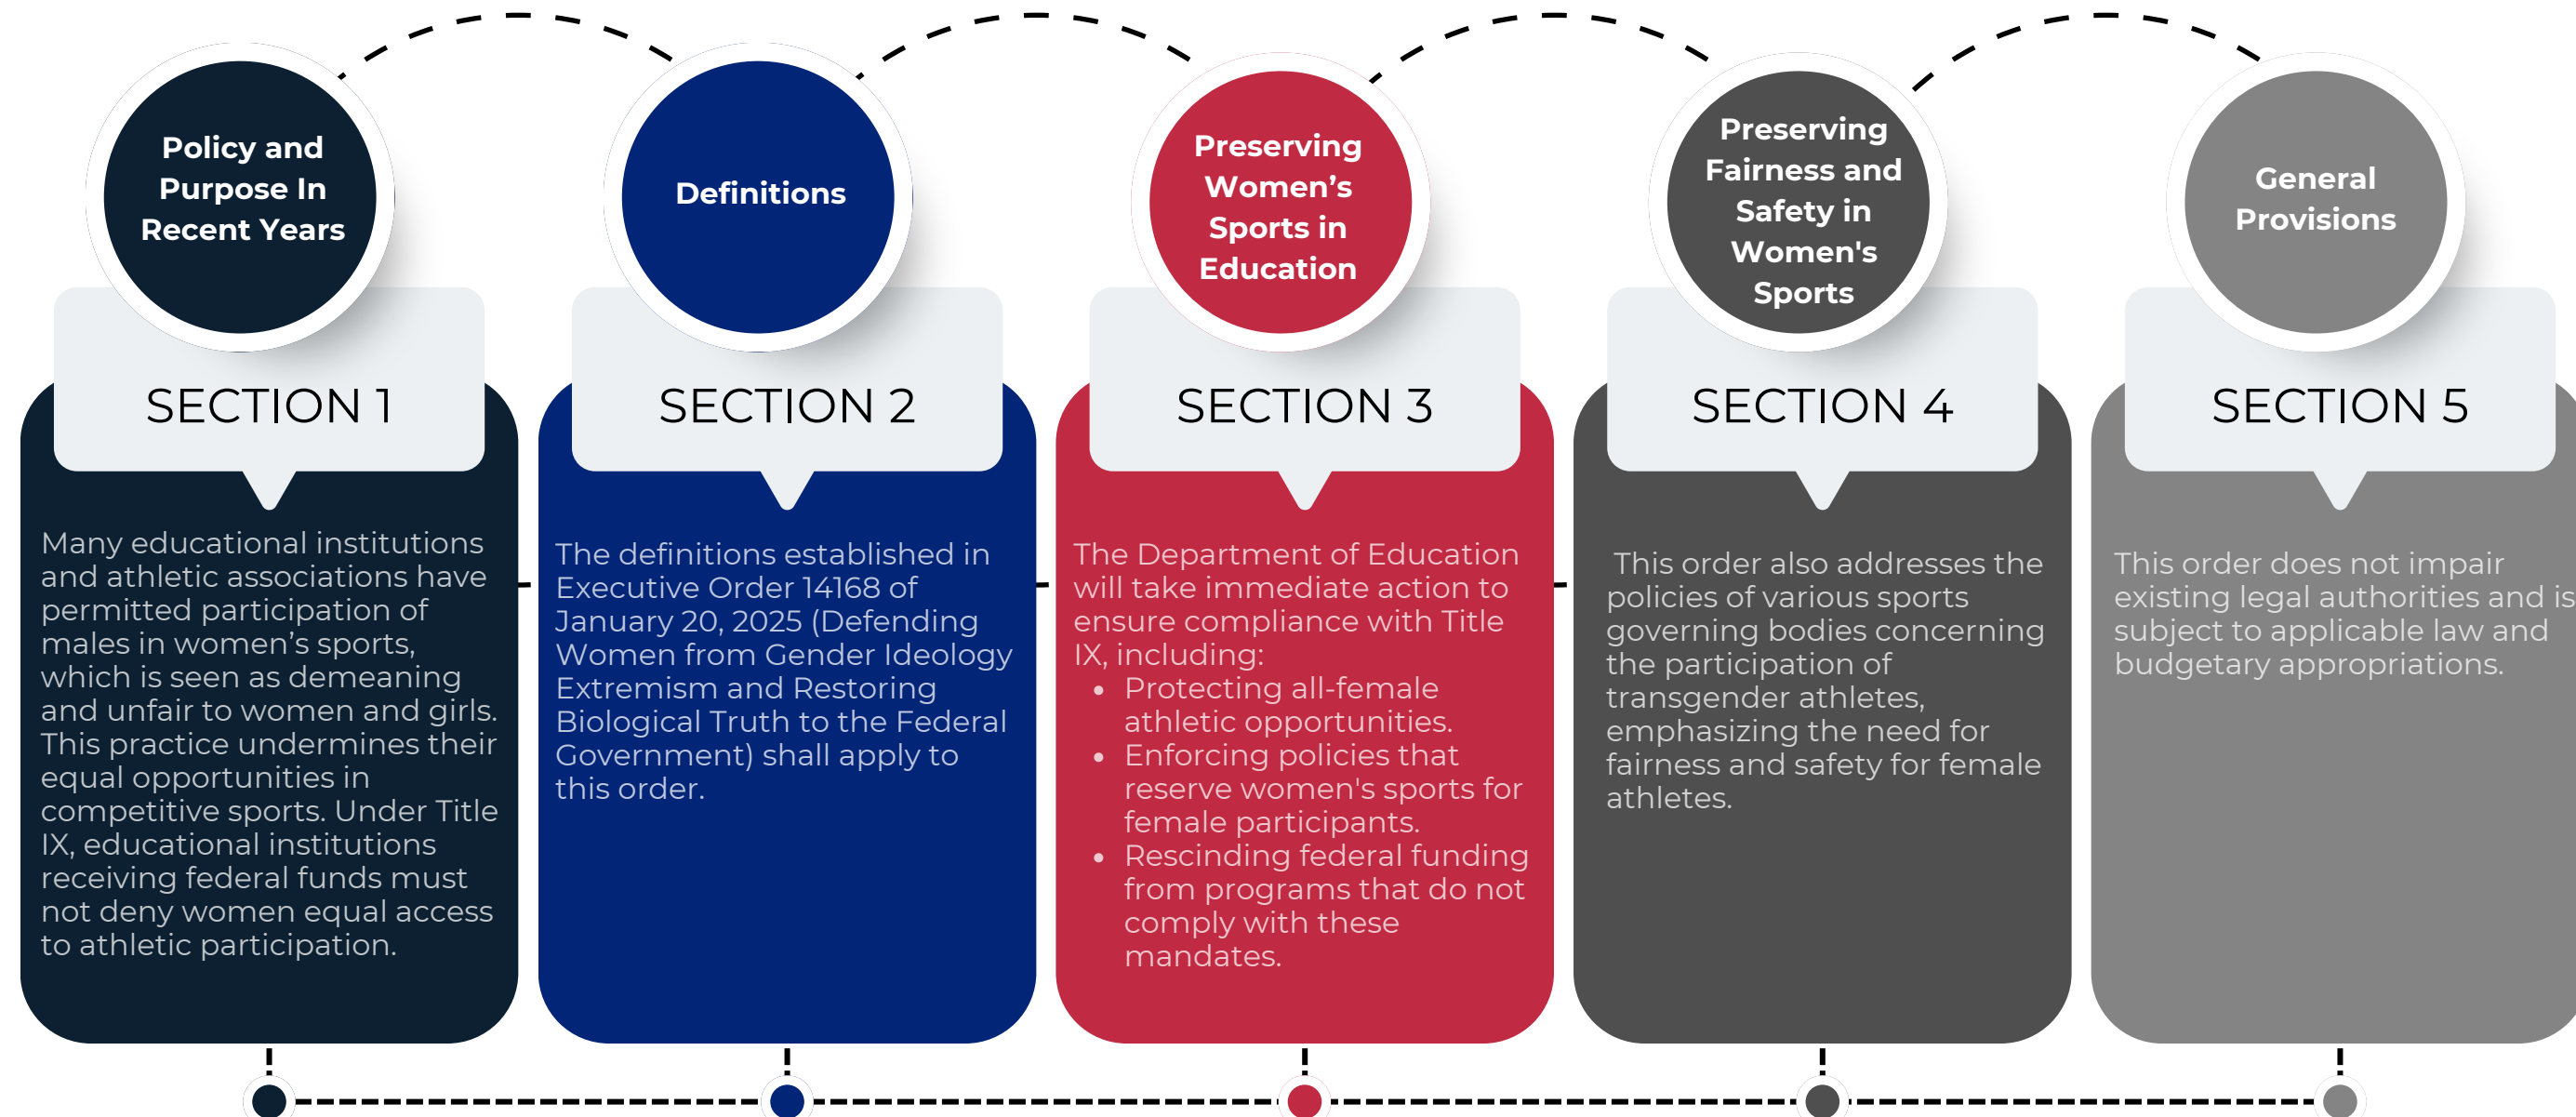 Policy and
Purpose In
Recent Years
SECTION 1
Many educational institutions
and athletic associations have
permitted participation of
males in women’s sports,
which is seen as demeaning
and unfair to women and girls.
This practice undermines their
equal opportunities in
competitive sports. Under Title
IX, educational institutions
receiving federal funds must
not deny women equal access
to athletic participation.
Definitions
SECTION 2
The definitions established in
Executive Order 14168 of
January 20, 2025 (Defending
Women from Gender Ideology
Extremism and Restoring
Biological Truth to the Federal
Government) shall apply to
this order.
Preserving
Women’s
Sports in
Education
SECTION 3
The Department of Education
will take immediate action to
ensure compliance with Title
IX, including:
• Protecting all-female
athletic opportunities.
• Enforcing policies that
reserve women's sports for
female participants.
• Rescinding federal funding
from programs that do not
comply with these
mandates.
Preserving
Fairness and
Safety in
Women's
Sports
SECTION 4
This order also addresses the
policies of various sports
governing bodies concerning
the participation of
transgender athletes,
emphasizing the need for
fairness and safety for female
athletes.
General
Provisions
SECTION 5
This order does not impair
existing legal authorities and is
subject to applicable law and
budgetary appropriations.